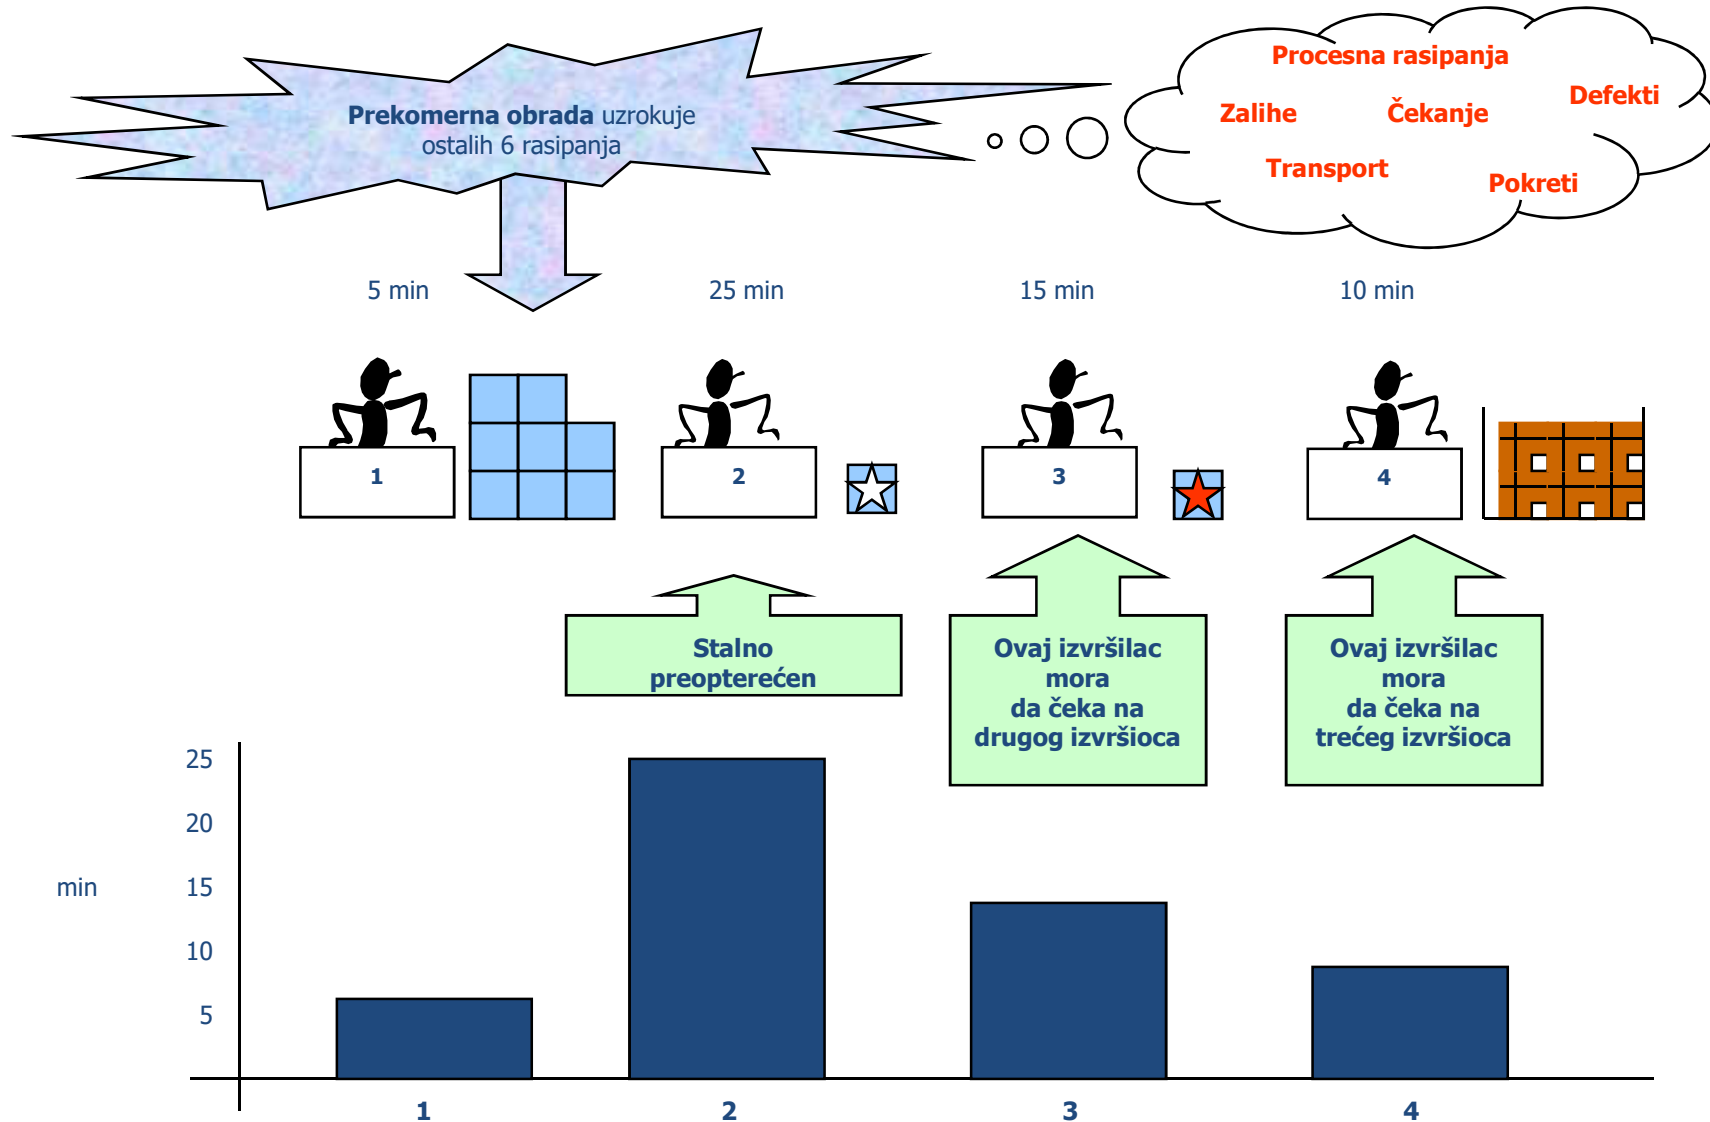 Prekomerna obrada uzrokuje
ostalih 6 rasipanja
Procesna rasipanja
Defekti
Zalihe
Čekanje
Transport
Pokreti
5 min
25 min
15 min
10 min
1
2
3
4
Stalno
preopterećen
Ovaj izvršilac
mora
da čeka na
drugog izvršioca
Ovaj izvršilac
mora
da čeka na
trećeg izvršioca
25
20
min
15
10
5
1
2
3
4